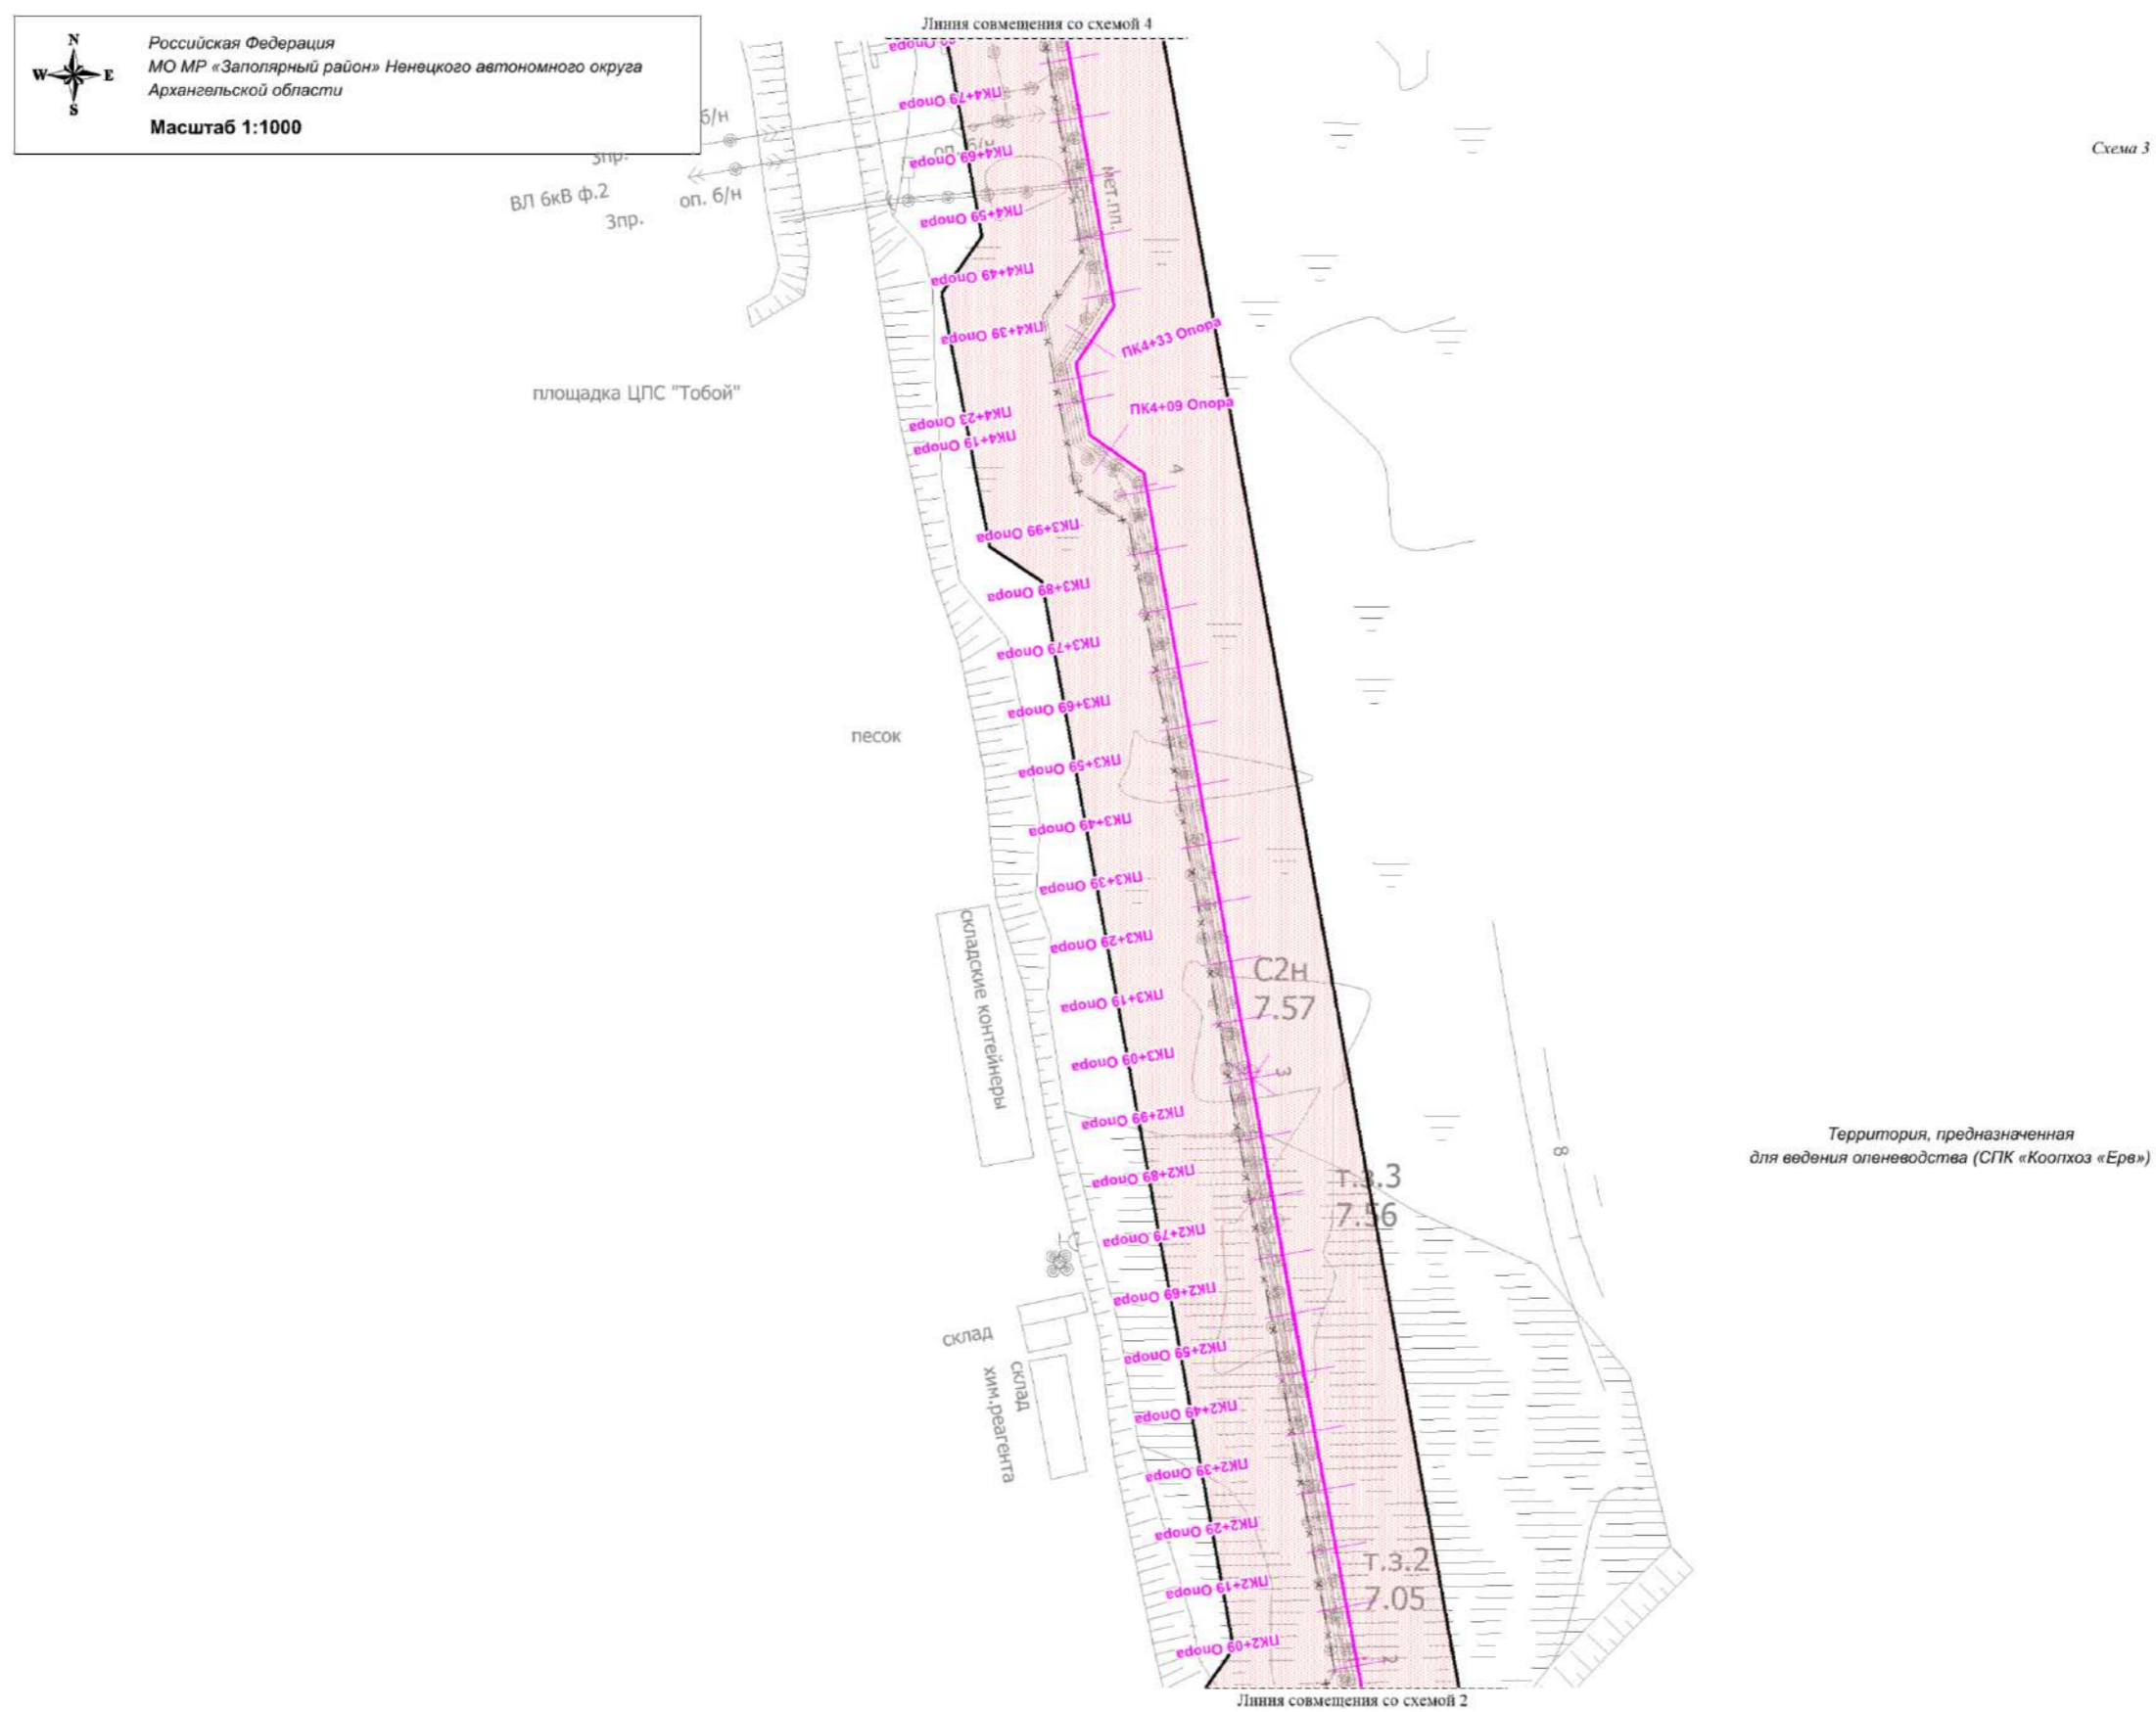 Линия совмещения со схемой 4
N
W E
S
Российская Федерация
МО МР «Заполярный район» Ненецкого автономного округа
Архангельской области
Масштаб 1:1000
Схема 3
Опора
ПК4+79 Опора
б/н
3пр.
оп. б/н
ПК4+69 Опора
ВЛ 6кВ ф.2
оп. б/н
3пр.
мет.пл.
ПК4+59 Опора
ПК4+49 Опора
ПК4+39 Опора
ПК4+33 Опора
площадка ЦПС "Тобой"
ПК4+09 Опора
ПК4+23 Опора
ПК4+19 Опора
4
ПК3+99 Опора
ПК3+89 Опора
ПК3+79 Опора
ПК3+69 Опора
песок
ПК3+59 Опора
ПК3+49 Опора
ПК3+39 Опора
складские контейнеры
ПК3+29 Опора
С2н
7.57
ПК3+19 Опора
ПК3+09 Опора
3
ПК2+99 Опора
Территория, предназначенная
для ведения оленеводства (СПК «Коопхоз «Ерв»)
8
ПК2+89 Опора
т.з.3
7.56
ПК2+79 Опора
ПК2+69 Опора
склад
ПК2+59 Опора
склад
хим.реагента
ПК2+49 Опора
ПК2+39 Опора
ПК2+29 Опора
т.з.2
7.05
ПК2+19 Опора
ПК2+09 Опора
2
Линия совмещения со схемой 2